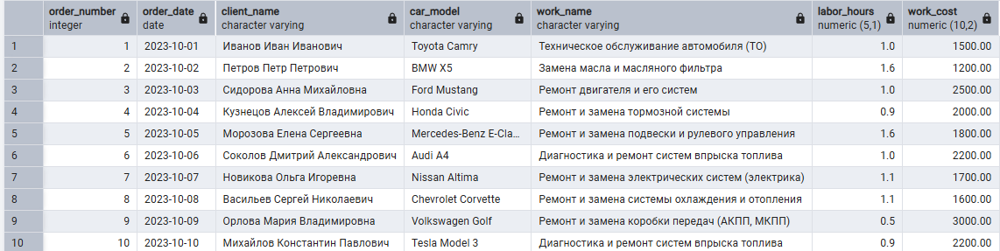 order_number order_date client_name car_model work_name labor_hours work_cost
integer date character varying character varying character varying numeric (5,1) numeric (10,2)
1 1 2023-10-01 Иванов Иван Иванович Toyota Camry Техническое обслуживание автомобиля (ТО) 1.0 1500.00
2 2 2023-10-02 Петров Петр Петрович BMW X5 Замена масла и масляного фильтра 1.6 1200.00
3 3 2023-10-03 Сидорова Анна Михайловна Ford Mustang Ремонт двигателя и его систем 1.0 2500.00
4 4 2023-10-04 Кузнецов Алексей Владимирович Honda Civic Ремонт и замена тормозной системы 0.9 2000.00
5 5 2023-10-05 Морозова Елена Сергеевна Mercedes-Benz E-Cla... Ремонт и замена подвески и рулевого управления 1.6 1800.00
6 6 2023-10-06 Соколов Дмитрий Александрович Audi A4 Диагностика и ремонт систем впрыска топлива 1.0 2200.00
7 7 2023-10-07 Новикова Ольга Игоревна Nissan Altima Ремонт и замена электрических систем (электрика) 1.1 1700.00
8 8 2023-10-08 Васильев Сергей Николаевич Chevrolet Corvette Ремонт и замена системы охлаждения и отопления 1.1 1600.00
9 9 2023-10-09 Орлова Мария Владимировна Volkswagen Golf Ремонт и замена коробки передач (АКПП, МКПП) 0.5 3000.00
10 10 2023-10-10 Михайлов Константин Павлович Tesla Model 3 Диагностика и ремонт систем впрыска топлива 0.9 2200.00